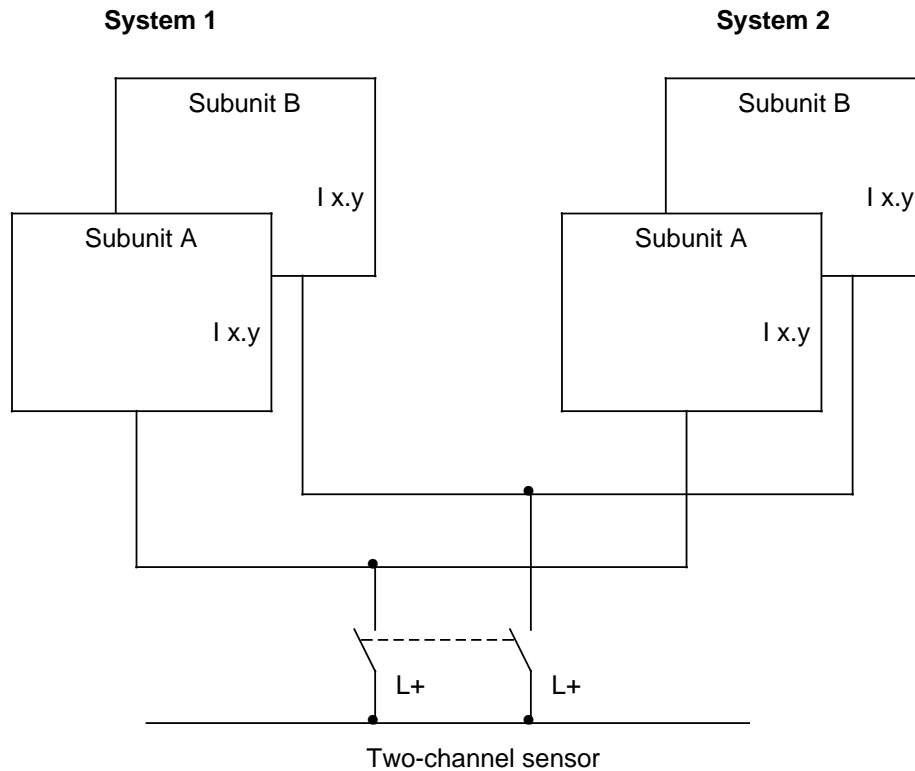 System 1
System 2
Subunit B
Subunit B
I x.y
I x.y
Subunit A
Subunit A
I x.y
I x.y
L+
L+
Two-channel sensor